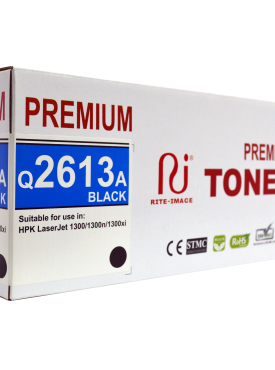 PREMIUM
Q2613A
BLACK
Suitable for use in:
HPK LaserJet 1300/1300n/1300xi
RITE-IMAGE
PREM
TONE
CE STMC RoHS